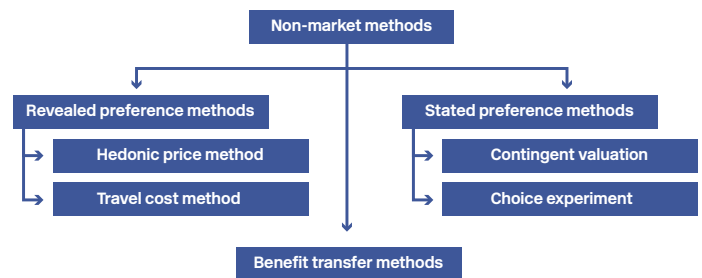 Non-market methods
Revealed preference methods
Hedonic price method
Travel cost method
Stated preference methods
Contingent valuation
Choice experiment
Benefit transfer methods